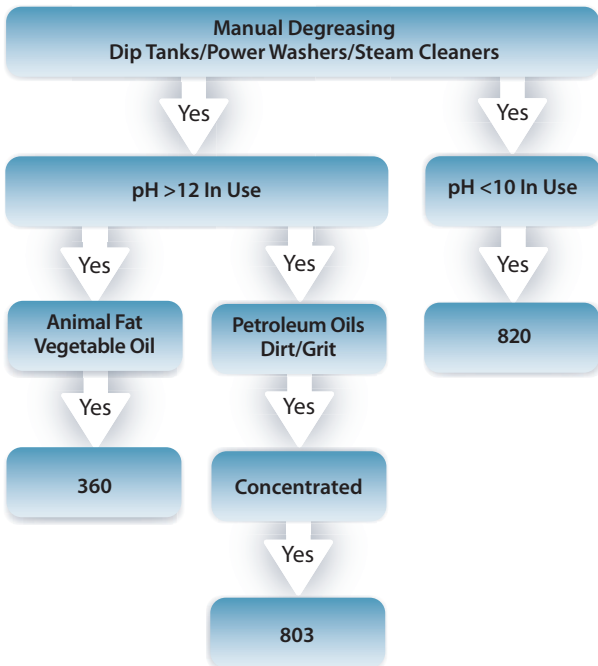 Manual Degreasing
Dip Tanks/Power Washers/Steam Cleaners
Yes
Yes
pH >12 In Use
pH <10 In Use
Yes
Yes
Yes
Animal Fat
Vegetable Oil
Petroleum Oils
Dirt/Grit
820
Yes
Yes
360
Concentrated
Yes
803